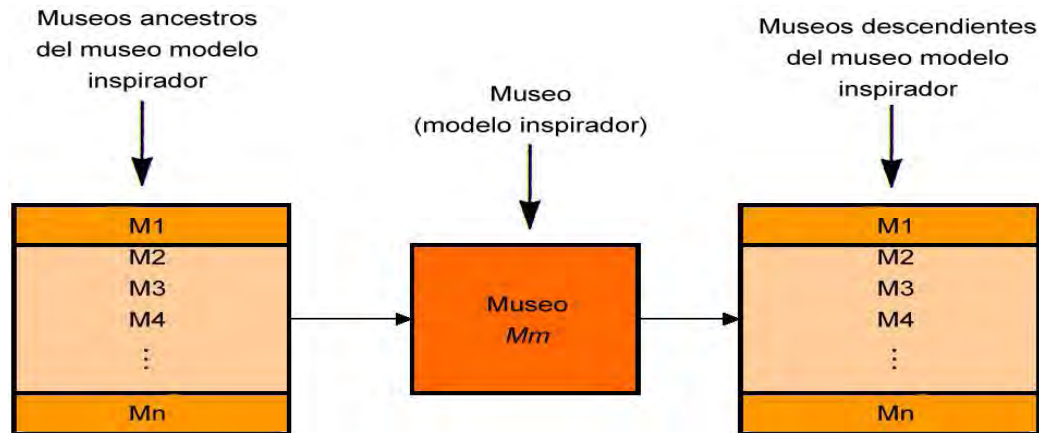 Museos ancestros
del museo modelo
inspirador
Museo
(modelo inspirador)
Museos descendientes
del museo modelo
inspirador
M1
M2
M3
M4
⋮
Mn
Museo
Mm
M1
M2
M3
M4
⋮
Mn